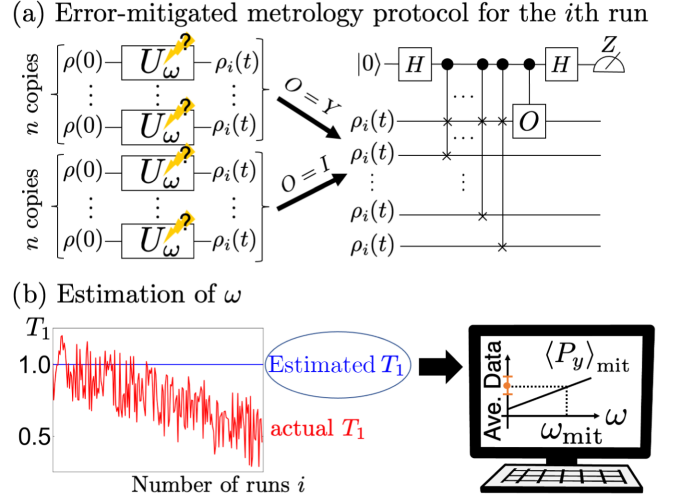 (a) Error-mitigated metrology protocol for the ith run
n copies
ρ(0) U_ω ? ρ_i(t)
⋮ ⋮ ⋮
ρ(0) U_ω ? ρ_i(t)
n copies
ρ(0) U_ω ? ρ_i(t)
⋮ ⋮ ⋮
ρ(0) U_ω ? ρ_i(t)
O = Y
O = I
|0⟩ H H Z
ρ_i(t) O
ρ_i(t)
⋮
ρ_i(t)
ρ_i(t)
(b) Estimation of ω
T_1
1.0
0.5
Estimated T_1
actual T_1
Number of runs i
Ave. Data
⟨P_y⟩_mit
ω
ω_mit